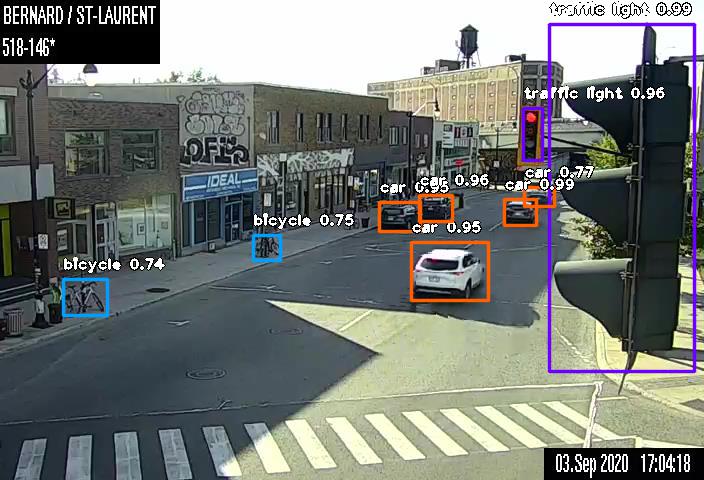 BERNARD / ST-LAURENT
518-146*
traffic light 0.99
traffic light 0.96
car 0.77
car 0.96
car 0.99
car 0.95
IDEAL
bicycle 0.75
car 0.95
bicycle 0.74
03.Sep 2020 17:04:18